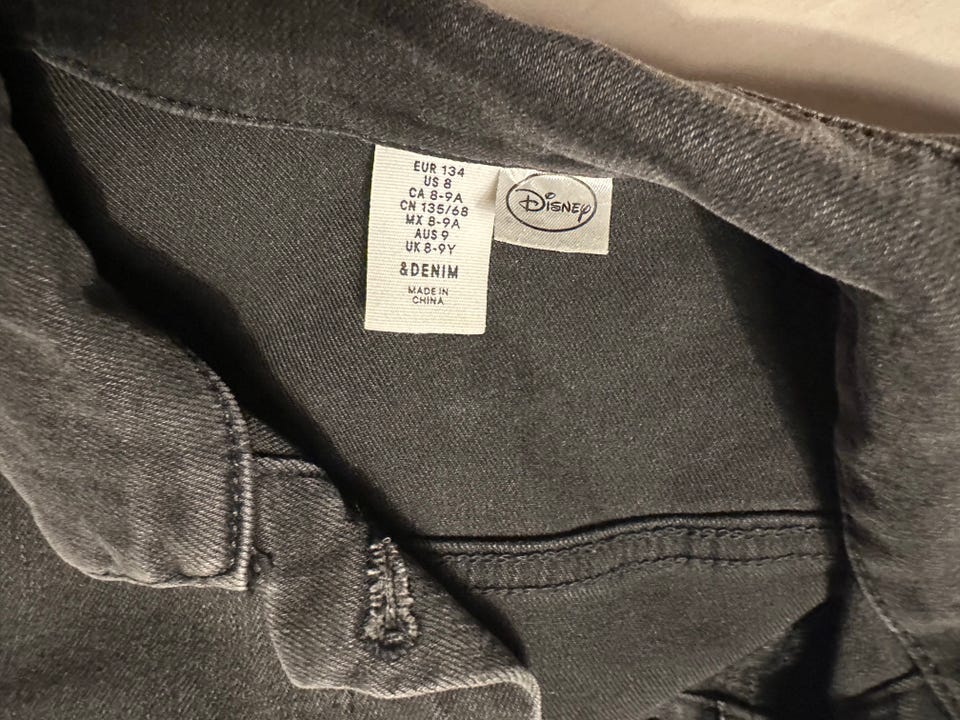 EUR 134
US 8
CA 8-9A
CN 135/68
MX 8-9A
AUS 9
UK 8-9Y
&DENIM
MADE IN
CHINA
Disney